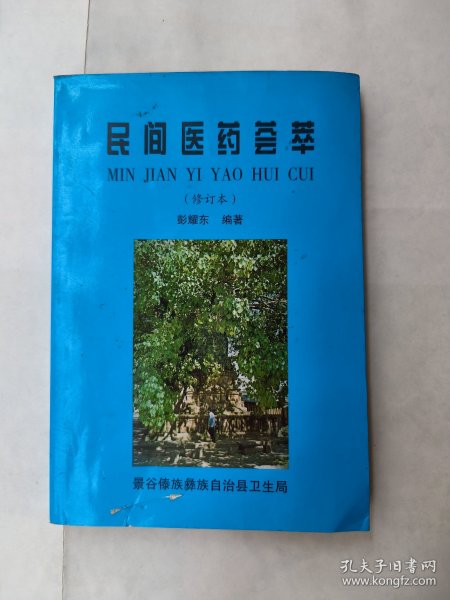 民间医药荟萃
MIN JIAN YI YAO HUI CUI
(修订本)
彭耀东 编著
景谷傣族彝族自治县卫生局
孔夫子旧书网
www.kongfz.com